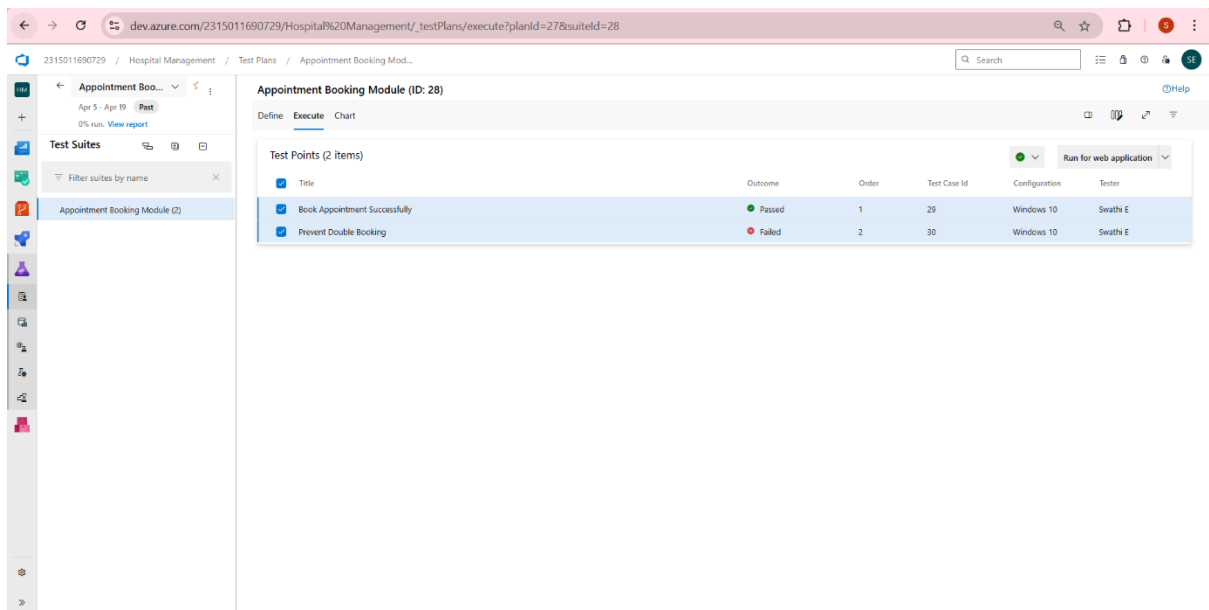 dev.azure.com/2315011690729/Hospital%20Management/_testPlans/execute?planId=27&suiteId=28
S
2315011690729 / Hospital Management / Test Plans / Appointment Booking Mod...
Search
SE
HM
Appointment Boo...
Apr 5 - Apr 19 Past
0% run. View report
Test Suites
Filter suites by name
Appointment Booking Module (2)
Appointment Booking Module (ID: 28)
Help
Define Execute Chart
Test Points (2 items)
Run for web application
Title Outcome Order Test Case Id Configuration Tester
Book Appointment Successfully Passed 1 29 Windows 10 Swathi E
Prevent Double Booking Failed 2 30 Windows 10 Swathi E